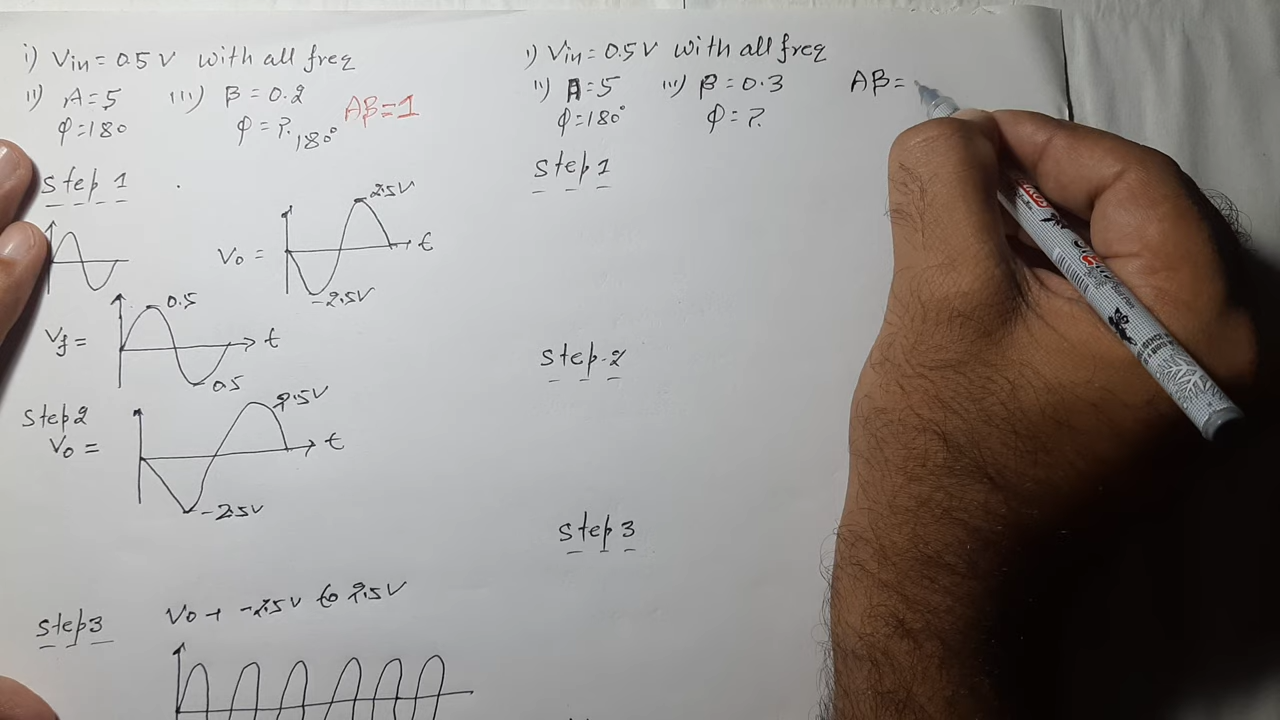 i) Vin = 0.5 V with all freq
ii) A = 5 iii) β = 0.2
φ = 180 φ = ?. 180° Aβ = 1
Step 1
2.5V
Vo = t
-2.5V
0.5
Vf = t
0.5
Step 2
2.5V
Vo = t
-2.5V
Step 3
Vo → -2.5V to 2.5V
i) Vin = 0.5 V with all freq
ii) A = 5 iii) β = 0.3 Aβ =
φ = 180° φ = ?
Step 1
Step-2
Step 3